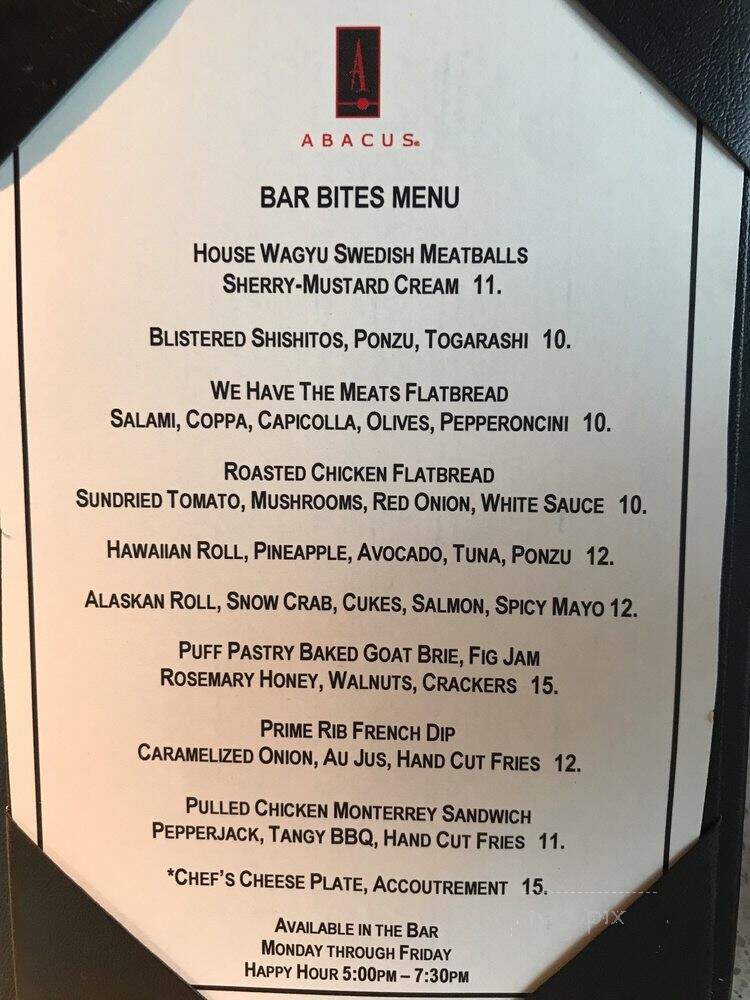 A
ABACUS
BAR BITES MENU
HOUSE WAGYU SWEDISH MEATBALLS
SHERRY-MUSTARD CREAM 11.
BLISTERED SHISHITOS, PONZU, TOGARASHI 10.
WE HAVE THE MEATS FLATBREAD
SALAMI, COPPA, CAPICOLLA, OLIVES, PEPPERONCINI 10.
ROASTED CHICKEN FLATBREAD
SUNDRIED TOMATO, MUSHROOMS, RED ONION, WHITE SAUCE 10.
HAWAIIAN ROLL, PINEAPPLE, AVOCADO, TUNA, PONZU 12.
ALASKAN ROLL, SNOW CRAB, CUKES, SALMON, SPICY MAYO 12.
PUFF PASTRY BAKED GOAT BRIE, FIG JAM
ROSEMARY HONEY, WALNUTS, CRACKERS 15.
PRIME RIB FRENCH DIP
CARAMELIZED ONION, AU JUS, HAND CUT FRIES 12.
PULLED CHICKEN MONTERREY SANDWICH
PEPPERJACK, TANGY BBQ, HAND CUT FRIES 11.
*CHEF'S CHEESE PLATE, ACCOUTREMENT 15.
AVAILABLE IN THE BAR
MONDAY THROUGH FRIDAY
HAPPY HOUR 5:00PM – 7:30PM